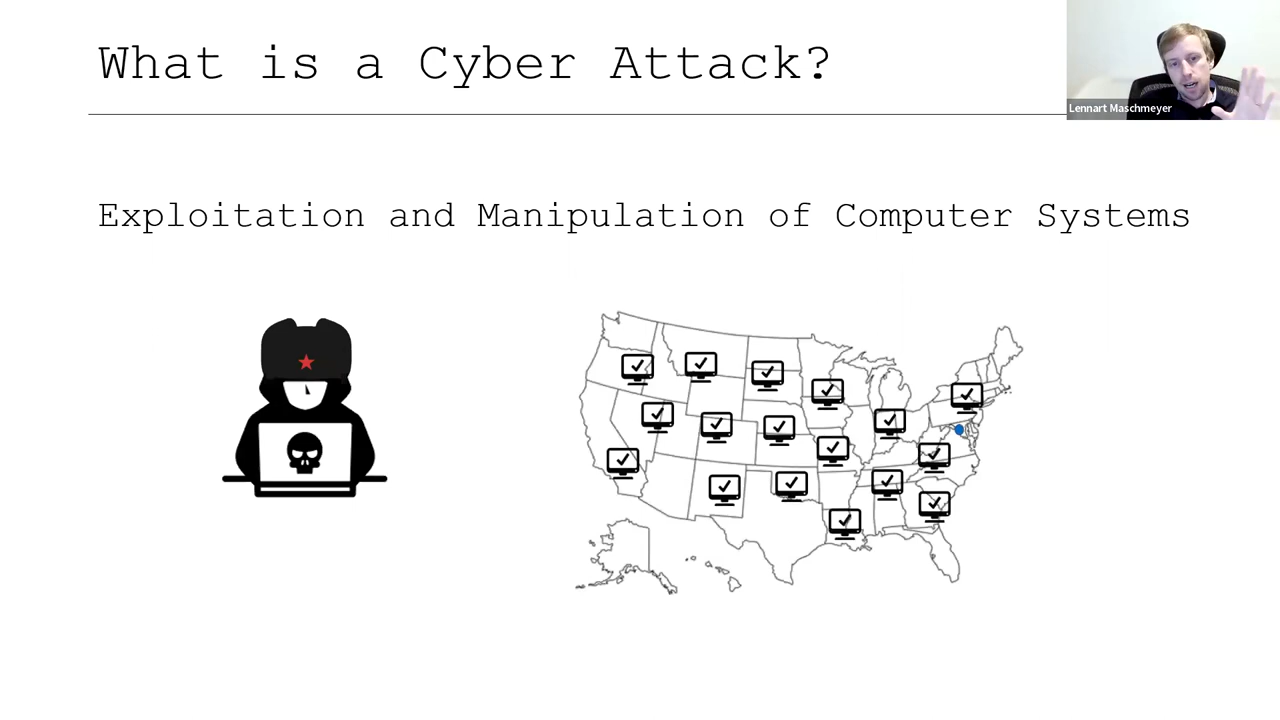 What is a Cyber Attack?
Lennart Maschmeyer
Exploitation and Manipulation of Computer Systems